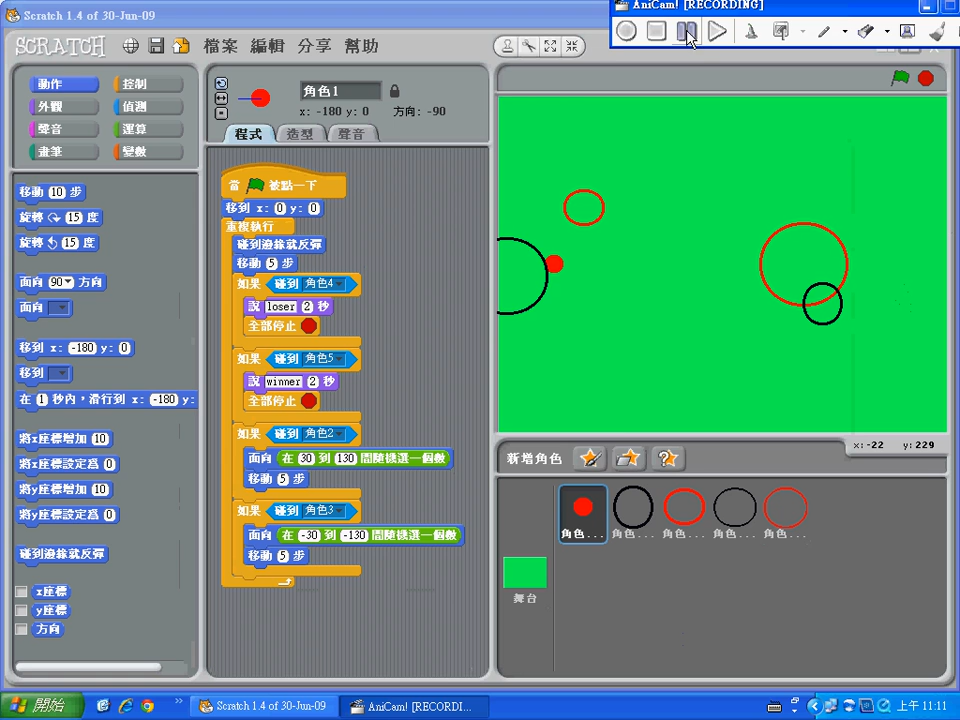 Scratch 1.4 of 30-Jun-09
AniCam! [RECORDING]
SCRATCH
檔案 編輯 分享 幫助
動作 控制
外觀 偵測
聲音 運算
畫筆 變數
角色1
x: -180 y: 0 方向: -90
程式 造型 聲音
移動 10 步
旋轉 15 度
旋轉 15 度
面向 90 方向
面向
移到 x: -180 y: 0
移到
在 1 秒內，滑行到 x: -180 y:
將x座標增加 10
將x座標設定為 0
將y座標增加 10
將y座標設定為 0
碰到邊緣就反彈
x座標
y座標
方向
當 被點一下
移到 x: 0 y: 0
重複執行
碰到邊緣就反彈
移動 5 步
如果 碰到 角色4
說 loser 2 秒
全部停止
如果 碰到 角色5
說 winner 2 秒
全部停止
如果 碰到 角色2
面向 在 30 到 130 間隨機選一個數
移動 5 步
如果 碰到 角色3
面向 在 -30 到 -130 間隨機選一個數
移動 5 步
x: -22 y: 229
新增角色
角色... 角色... 角色... 角色... 角色...
舞台
開始
Scratch 1.4 of 30-Jun-09
AniCam! [RECORDI...
上午 11:11